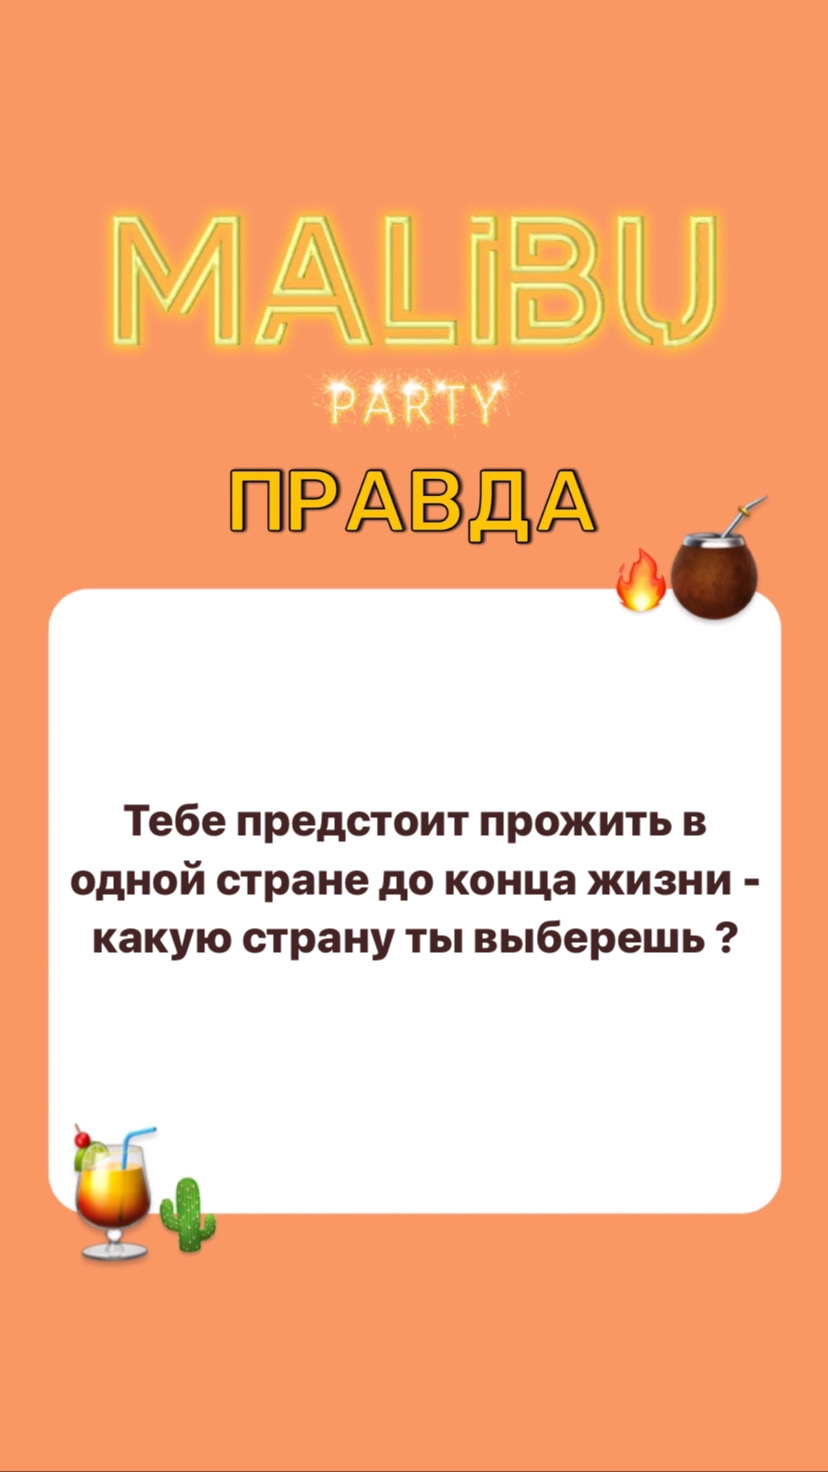 MALiBU
PARTY
ПРАВДА
Тебе предстоит прожить в
одной стране до конца жизни -
какую страну ты выберешь ?